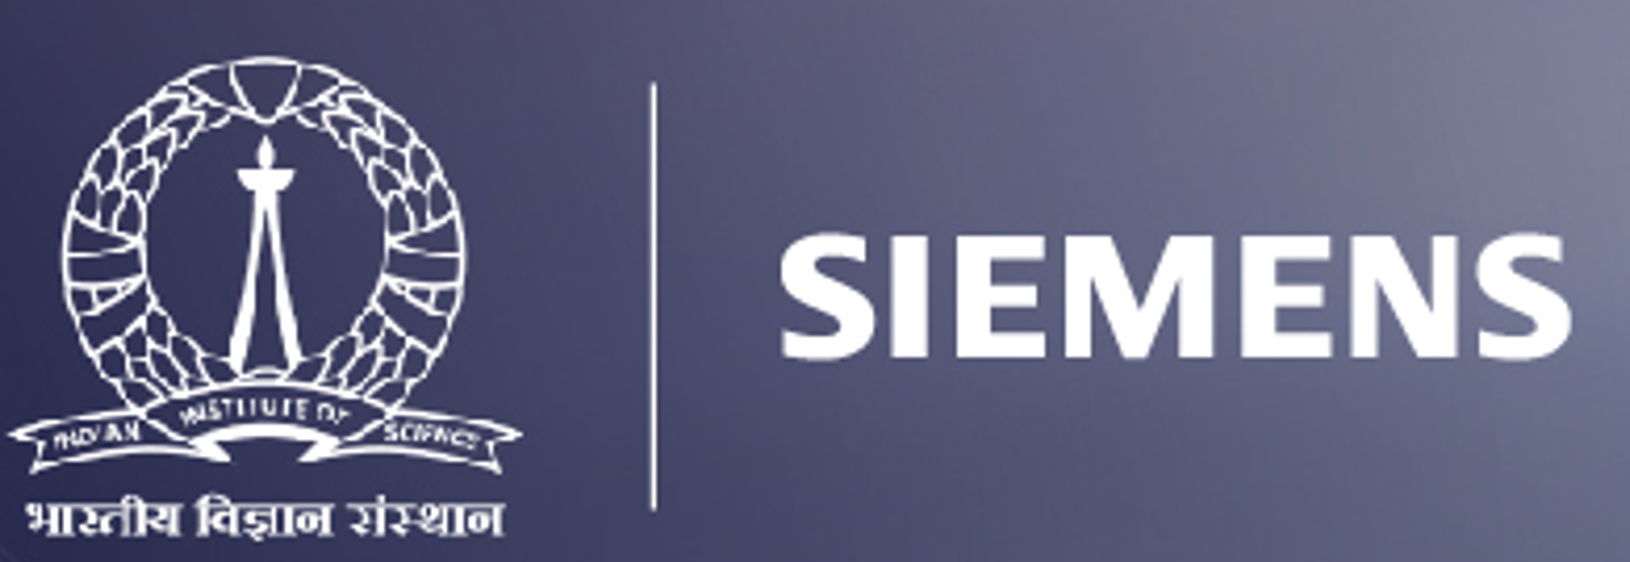 INDIAN INSTITUTE OF SCIENCE
भारतीय विज्ञान संस्थान
SIEMENS